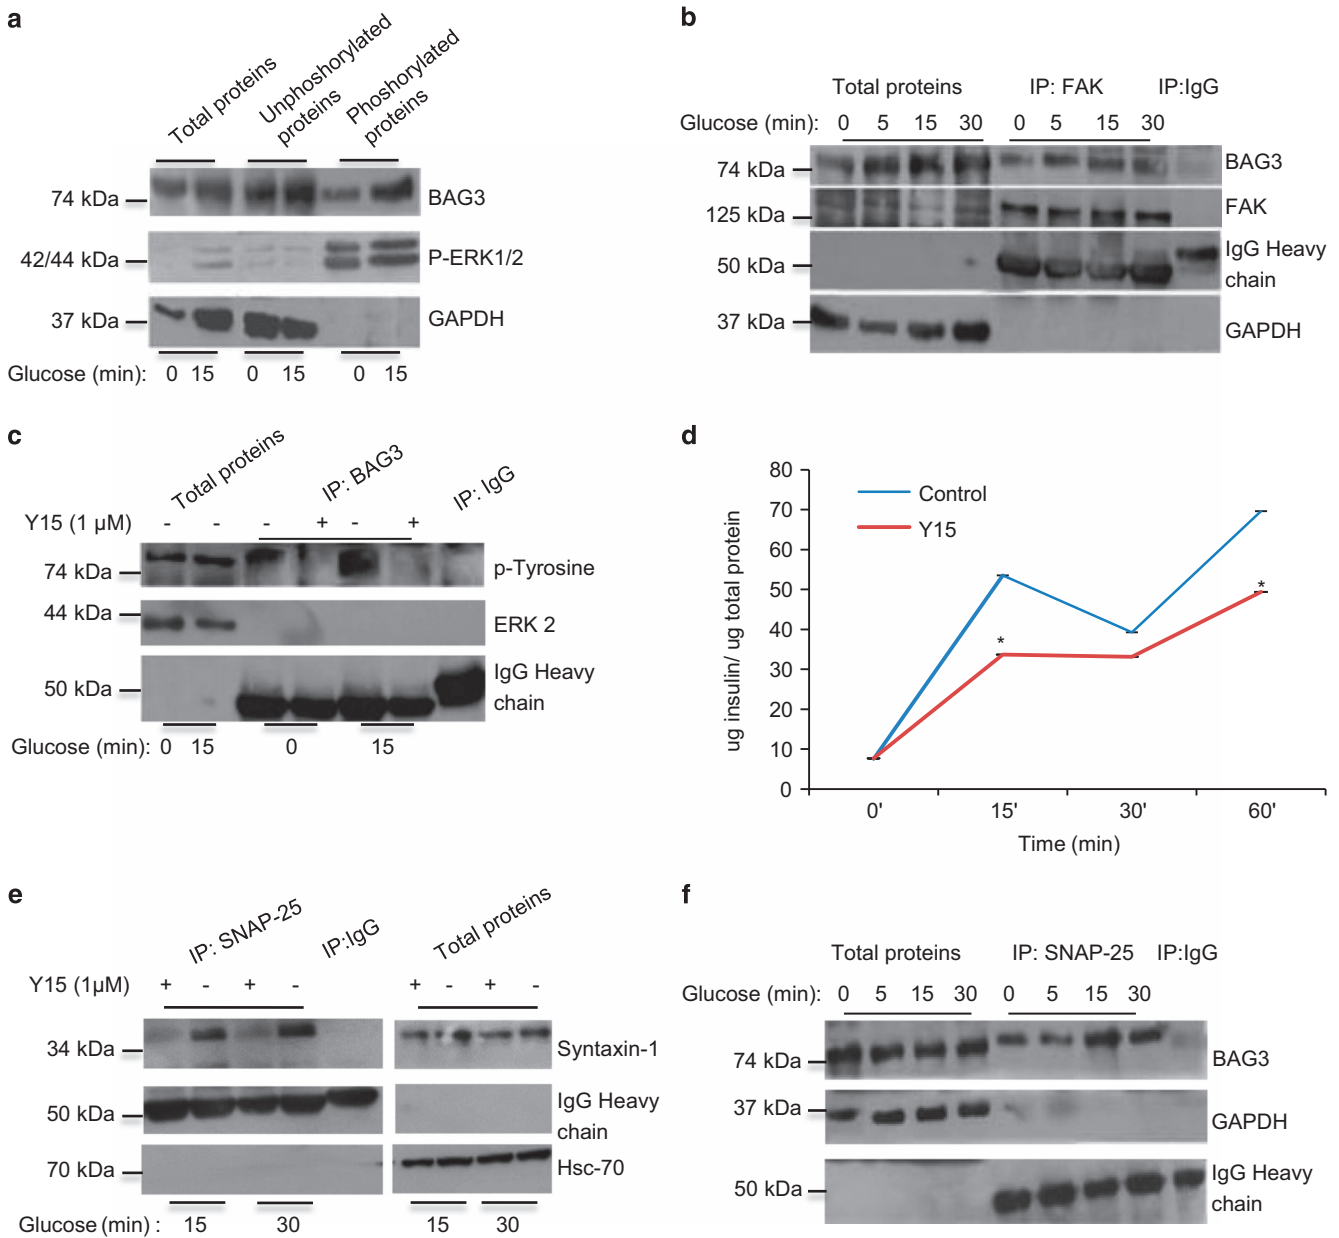 a
Total proteins
Unphoshorylated
proteins
Phoshorylated
proteins
74 kDa
BAG3
42/44 kDa
P-ERK1/2
37 kDa
GAPDH
Glucose (min): 0 15 0 15 0 15
b
Total proteins IP: FAK IP:IgG
Glucose (min): 0 5 15 30 0 5 15 30
74 kDa
BAG3
125 kDa
FAK
50 kDa
IgG Heavy
chain
37 kDa
GAPDH
c
Total proteins
IP: BAG3
IP: IgG
Y15 (1 µM) - - - + - +
74 kDa
p-Tyrosine
44 kDa
ERK 2
50 kDa
IgG Heavy
chain
Glucose (min): 0 15 0 15
d
80
70
60
50
40
30
20
10
0
ug insulin/ ug total protein
Control
Y15
*
*
0' 15' 30' 60'
Time (min)
e
IP: SNAP-25
IP:IgG
Total proteins
Y15 (1µM) + - + - + - + -
34 kDa
Syntaxin-1
50 kDa
IgG Heavy
chain
70 kDa
Hsc-70
Glucose (min) : 15 30 15 30
f
Total proteins IP: SNAP-25 IP:IgG
Glucose (min): 0 5 15 30 0 5 15 30
74 kDa
BAG3
37 kDa
GAPDH
50 kDa
IgG Heavy
chain